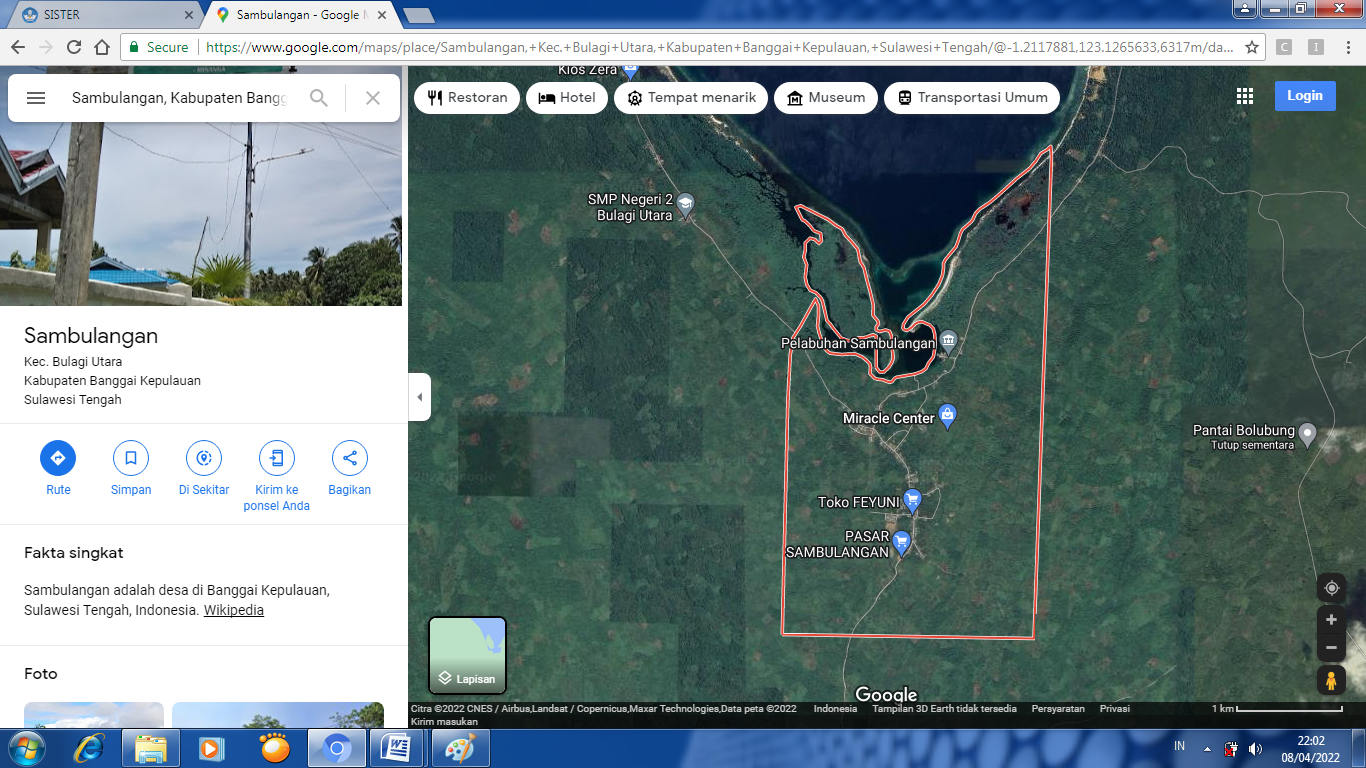 SISTER
Sambulangan - Google M
Secure
https://www.google.com/maps/place/Sambulangan,+Kec.+Bulagi+Utara,+Kabupaten+Banggai+Kepulauan,+Sulawesi+Tengah/@-1.2117881,123.1265633,6317m/da...
Sambulangan, Kabupaten Bangg
Restoran
Hotel
Tempat menarik
Museum
Transportasi Umum
Login
Kios Zera
SMP Negeri 2
Bulagi Utara
Pelabuhan Sambulangan
Miracle Center
Pantai Bolubung
Tutup sementara
Toko FEYUNI
PASAR
SAMBULANGAN
Sambulangan
Kec. Bulagi Utara
Kabupaten Banggai Kepulauan
Sulawesi Tengah
Rute
Simpan
Di Sekitar
Kirim ke
ponsel Anda
Bagikan
Fakta singkat
Sambulangan adalah desa di Banggai Kepulauan,
Sulawesi Tengah, Indonesia. Wikipedia
Foto
Lapisan
Google
Citra ©2022 CNES / Airbus,Landsat / Copernicus,Maxar Technologies,Data peta ©2022
Indonesia
Tampilan 3D Earth tidak tersedia
Persyaratan
Privasi
Kirim masukan
1 km
IN
22:02
08/04/2022